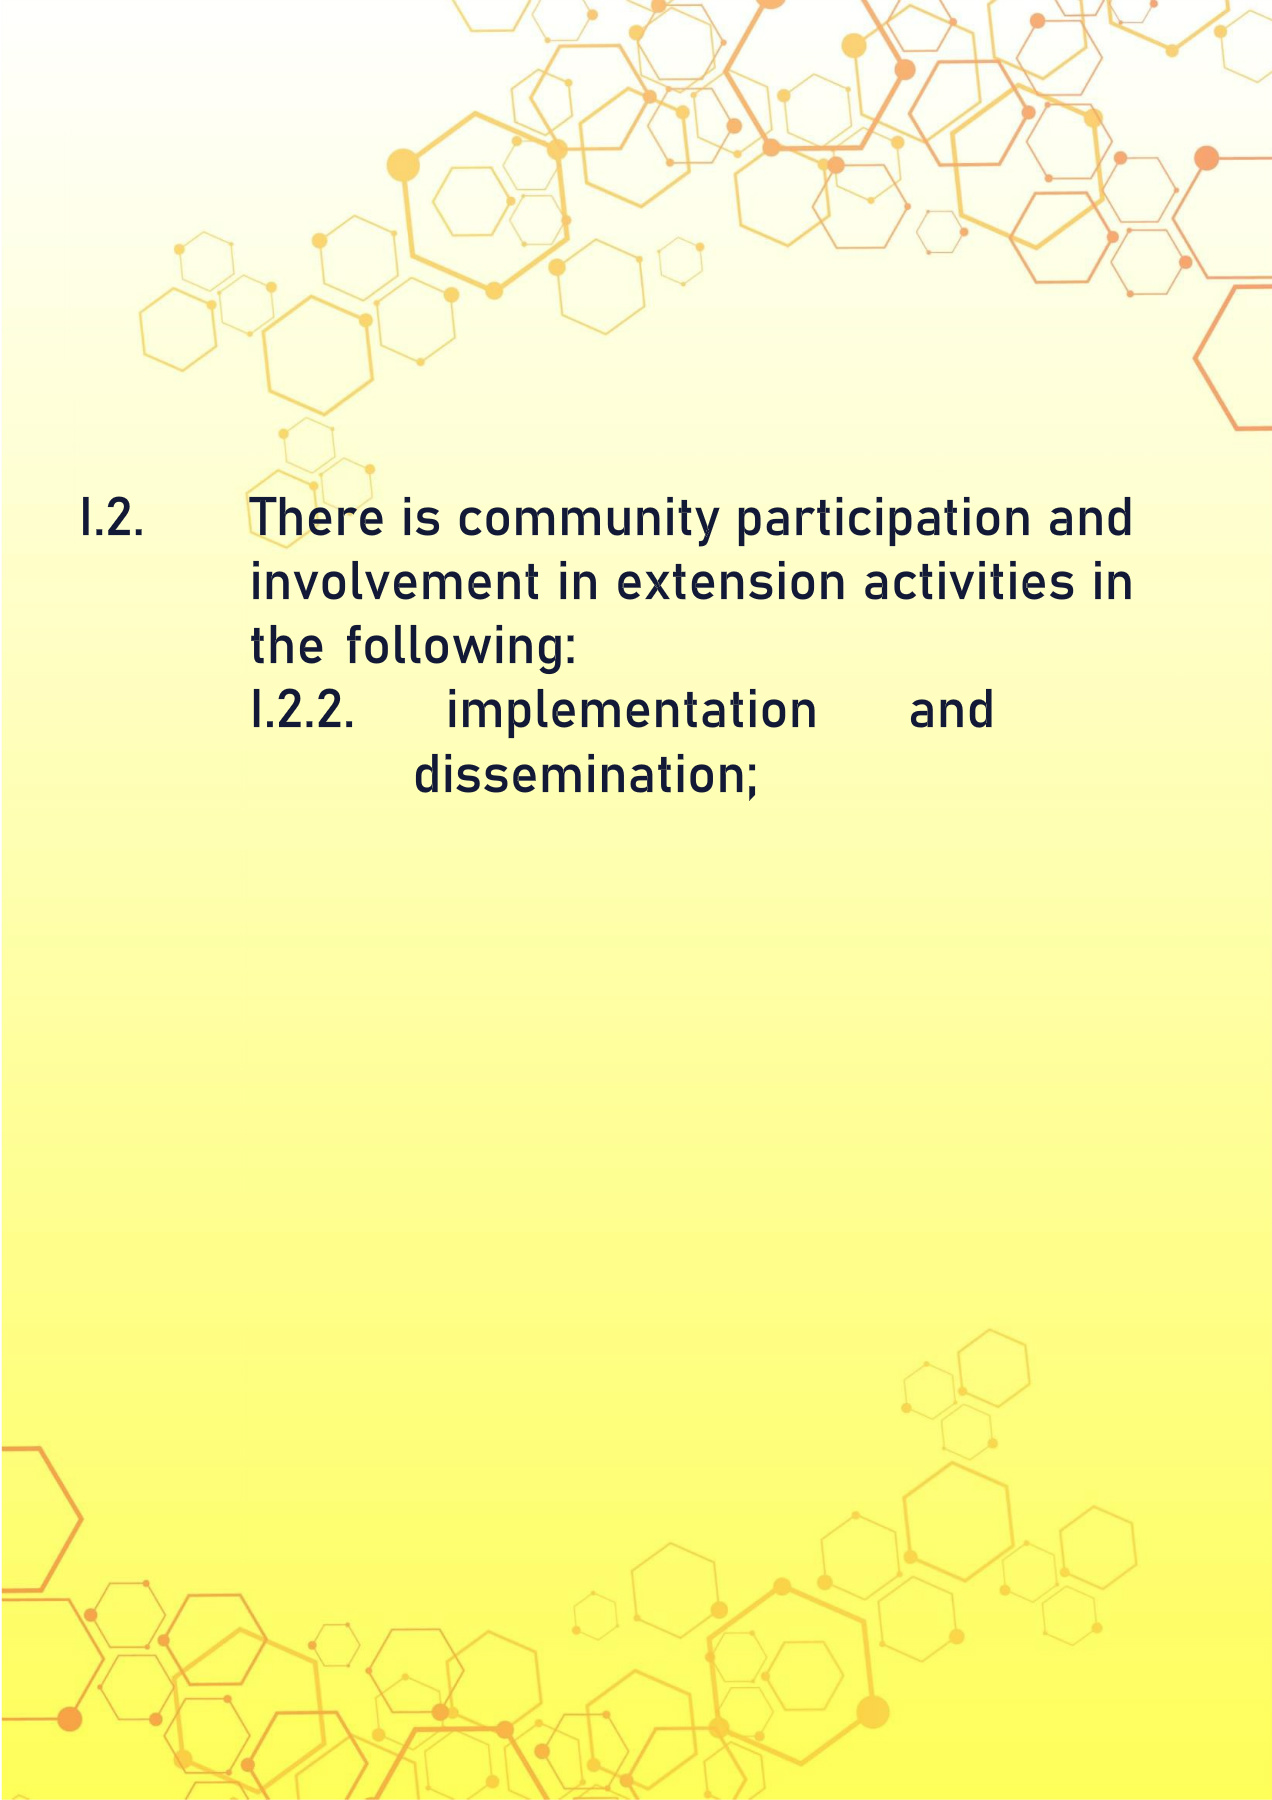 I.2. There is community participation and
involvement in extension activities in
the following:
I.2.2. implementation and
dissemination;